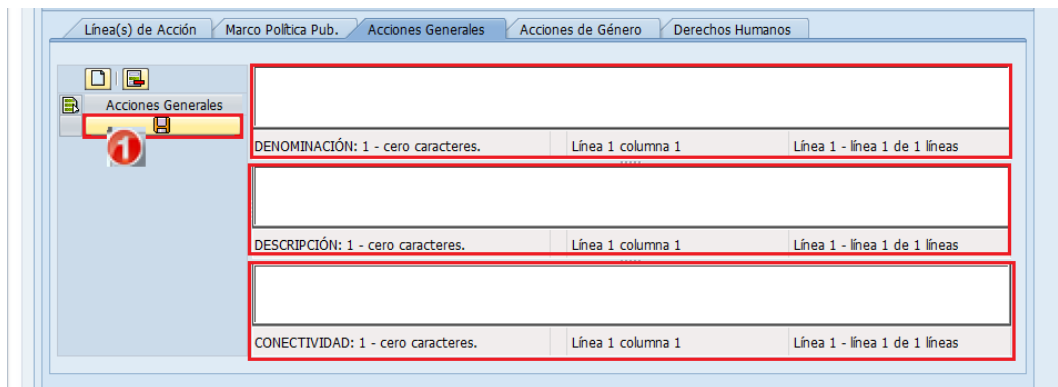 Línea(s) de Acción Marco Política Pub. Acciones Generales Acciones de Género Derechos Humanos
Acciones Generales
1
DENOMINACIÓN: 1 - cero caracteres. Línea 1 columna 1 Línea 1 - línea 1 de 1 líneas
DESCRIPCIÓN: 1 - cero caracteres. Línea 1 columna 1 Línea 1 - línea 1 de 1 líneas
CONECTIVIDAD: 1 - cero caracteres. Línea 1 columna 1 Línea 1 - línea 1 de 1 líneas